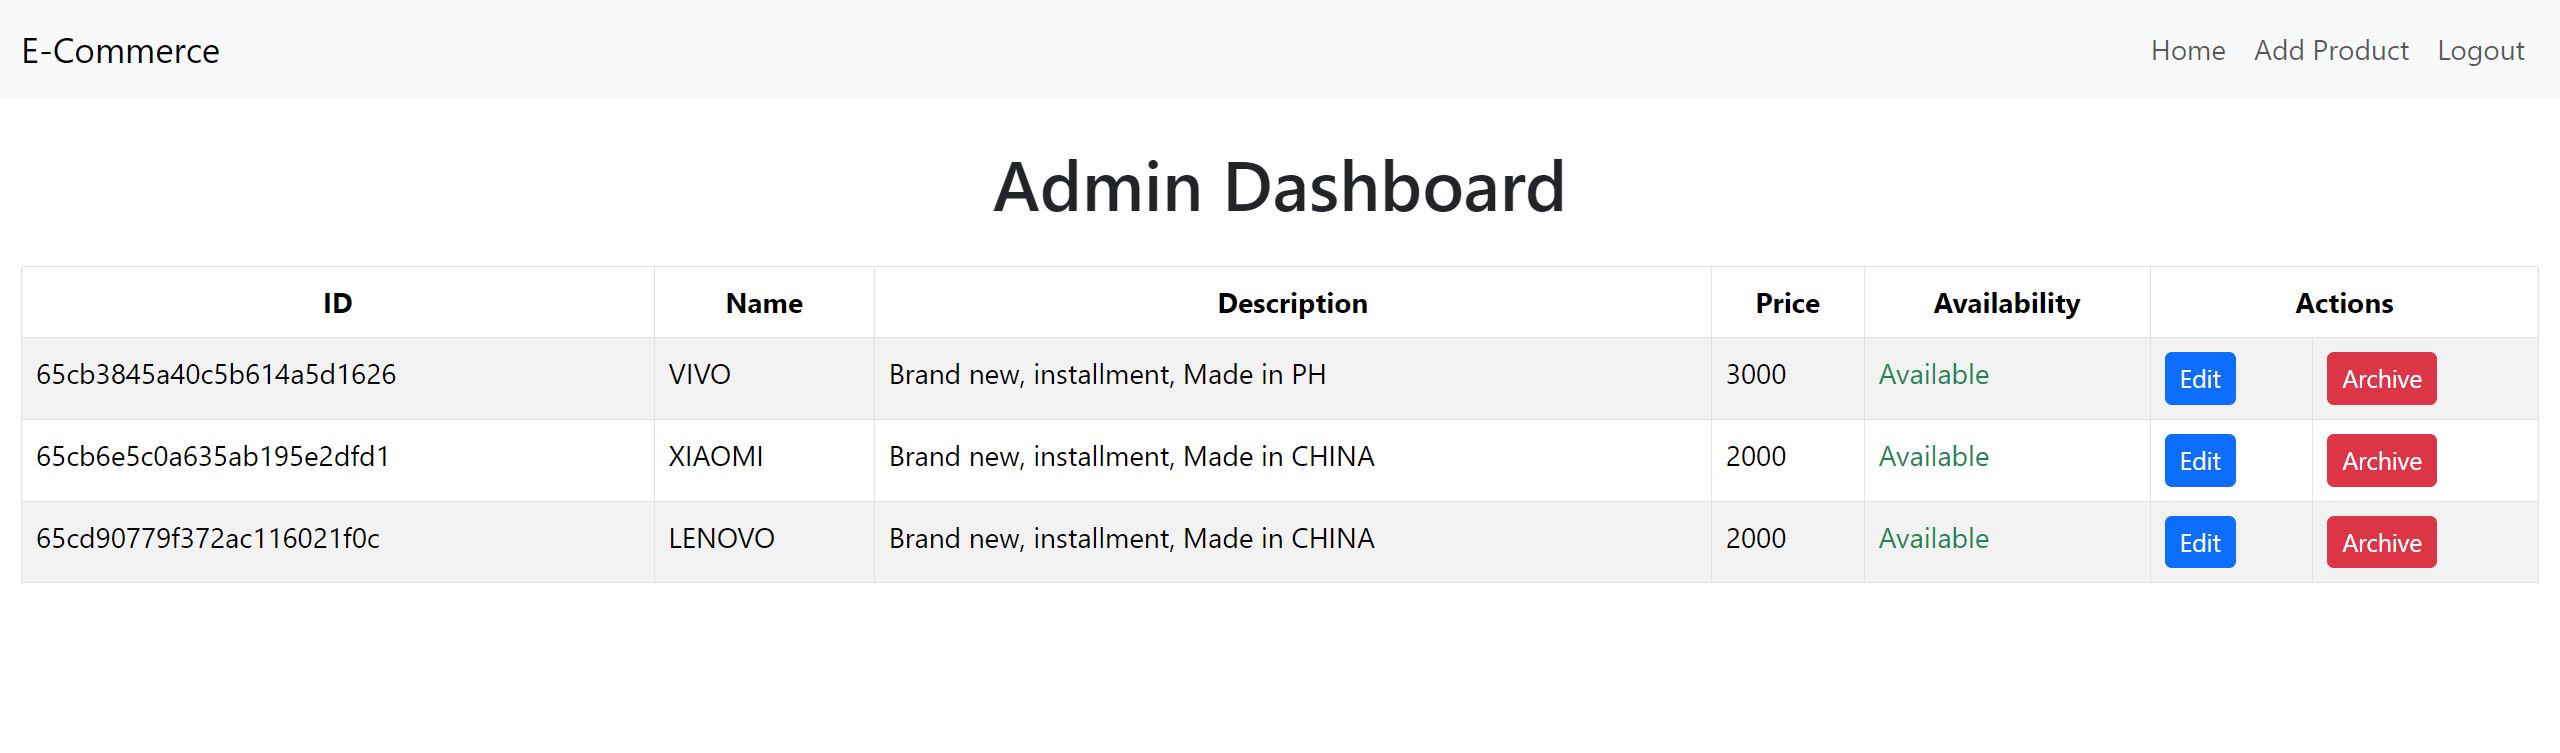 E-Commerce Home Add Product Logout
Admin Dashboard
ID Name Description Price Availability Actions
65cb3845a40c5b614a5d1626 VIVO Brand new, installment, Made in PH 3000 Available Edit Archive
65cb6e5c0a635ab195e2dfd1 XIAOMI Brand new, installment, Made in CHINA 2000 Available Edit Archive
65cd90779f372ac116021f0c LENOVO Brand new, installment, Made in CHINA 2000 Available Edit Archive